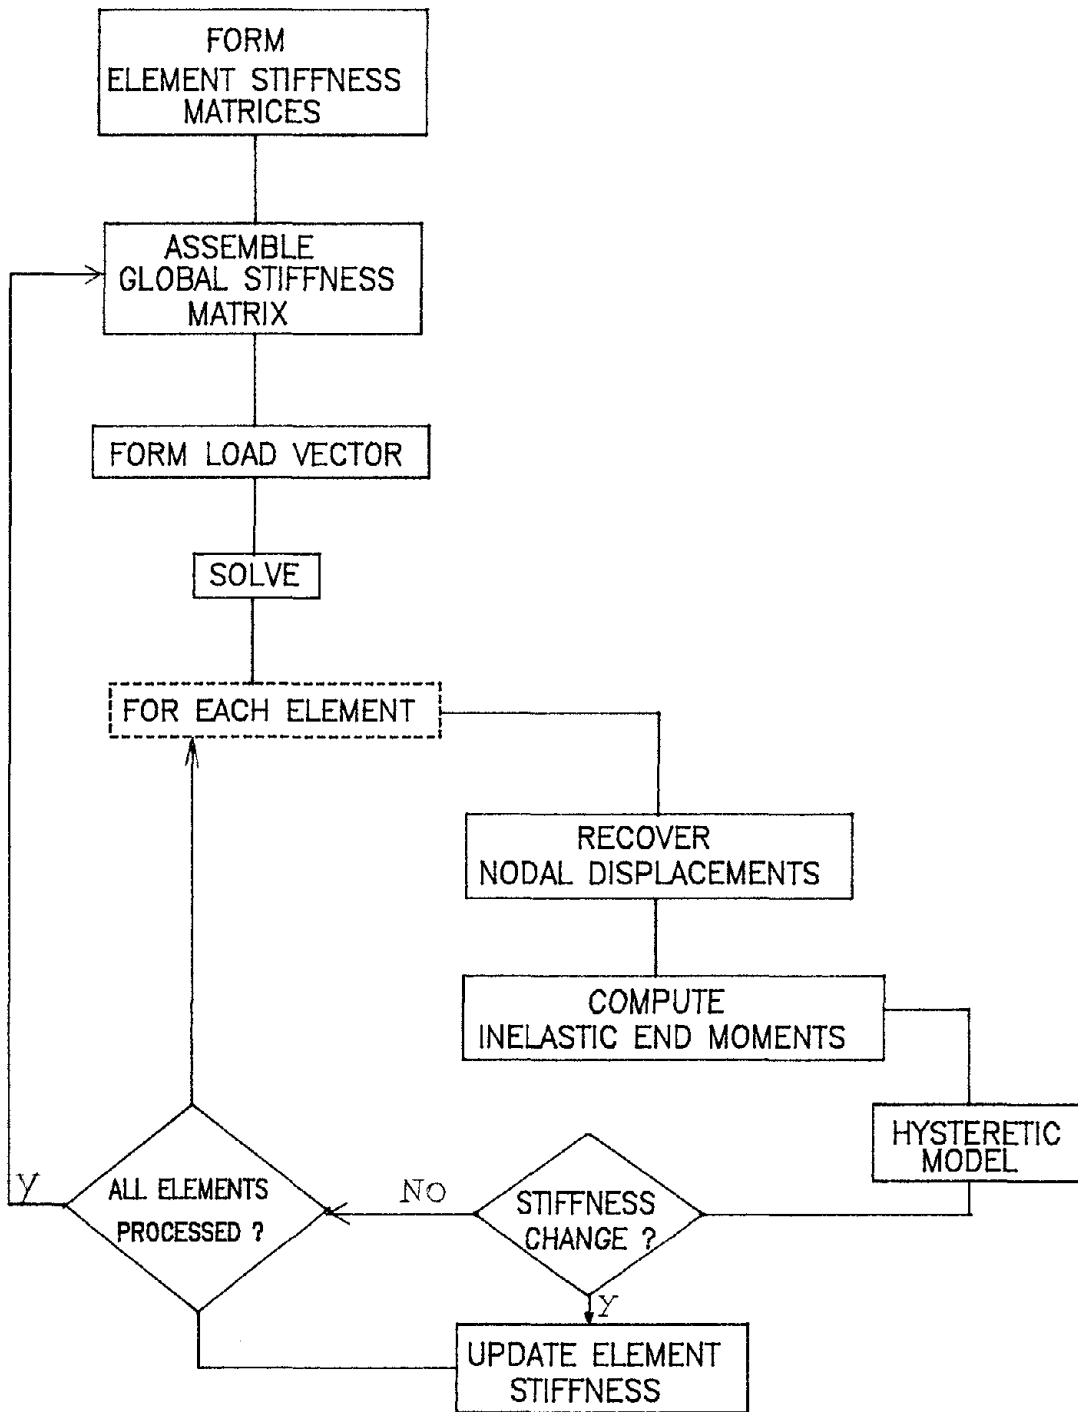 FORM
ELEMENT STIFFNESS
MATRICES
ASSEMBLE
GLOBAL STIFFNESS
MATRIX
FORM LOAD VECTOR
SOLVE
FOR EACH ELEMENT
RECOVER
NODAL DISPLACEMENTS
COMPUTE
INELASTIC END MOMENTS
HYSTERETIC
MODEL
STIFFNESS
CHANGE ?
NO
ALL ELEMENTS
PROCESSED ?
Y
Y
UPDATE ELEMENT
STIFFNESS